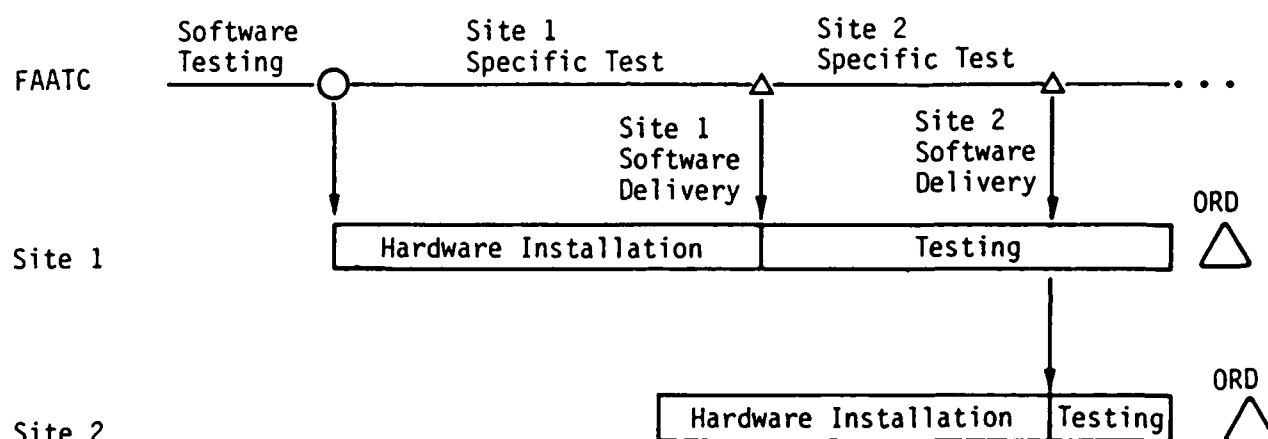 Software
Testing
Site 1
Specific Test
Site 2
Specific Test
FAATC
Site 1
Software
Delivery
Site 2
Software
Delivery
ORD
Site 1
Hardware Installation
Testing
ORD
Site 2
Hardware Installation
Testing